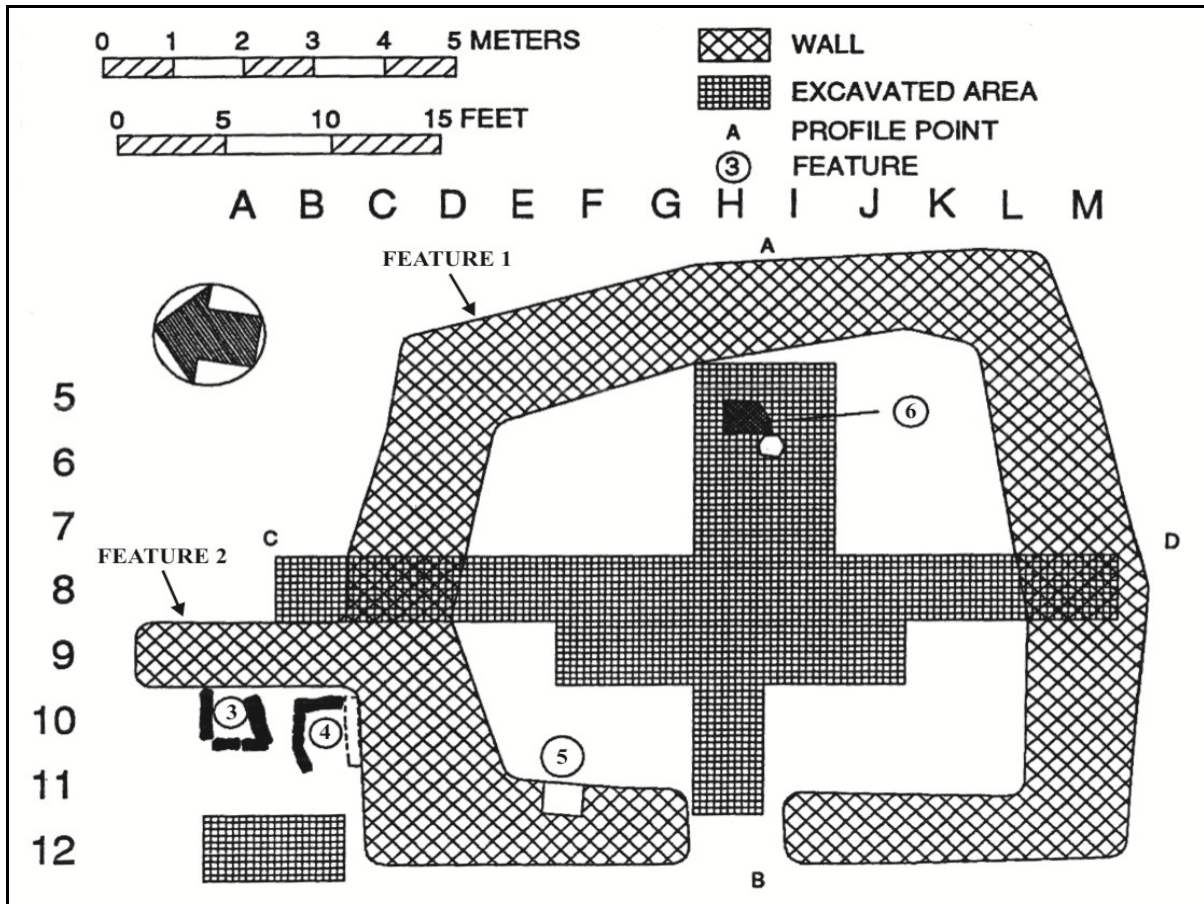 0 1 2 3 4 5 METERS
0 5 10 15 FEET
WALL
EXCAVATED AREA
A PROFILE POINT
3 FEATURE
A B C D E F G H I J K L M
A
FEATURE 1
5
6
6
7
C
D
FEATURE 2
8
9
10
3
4
5
11
12
B